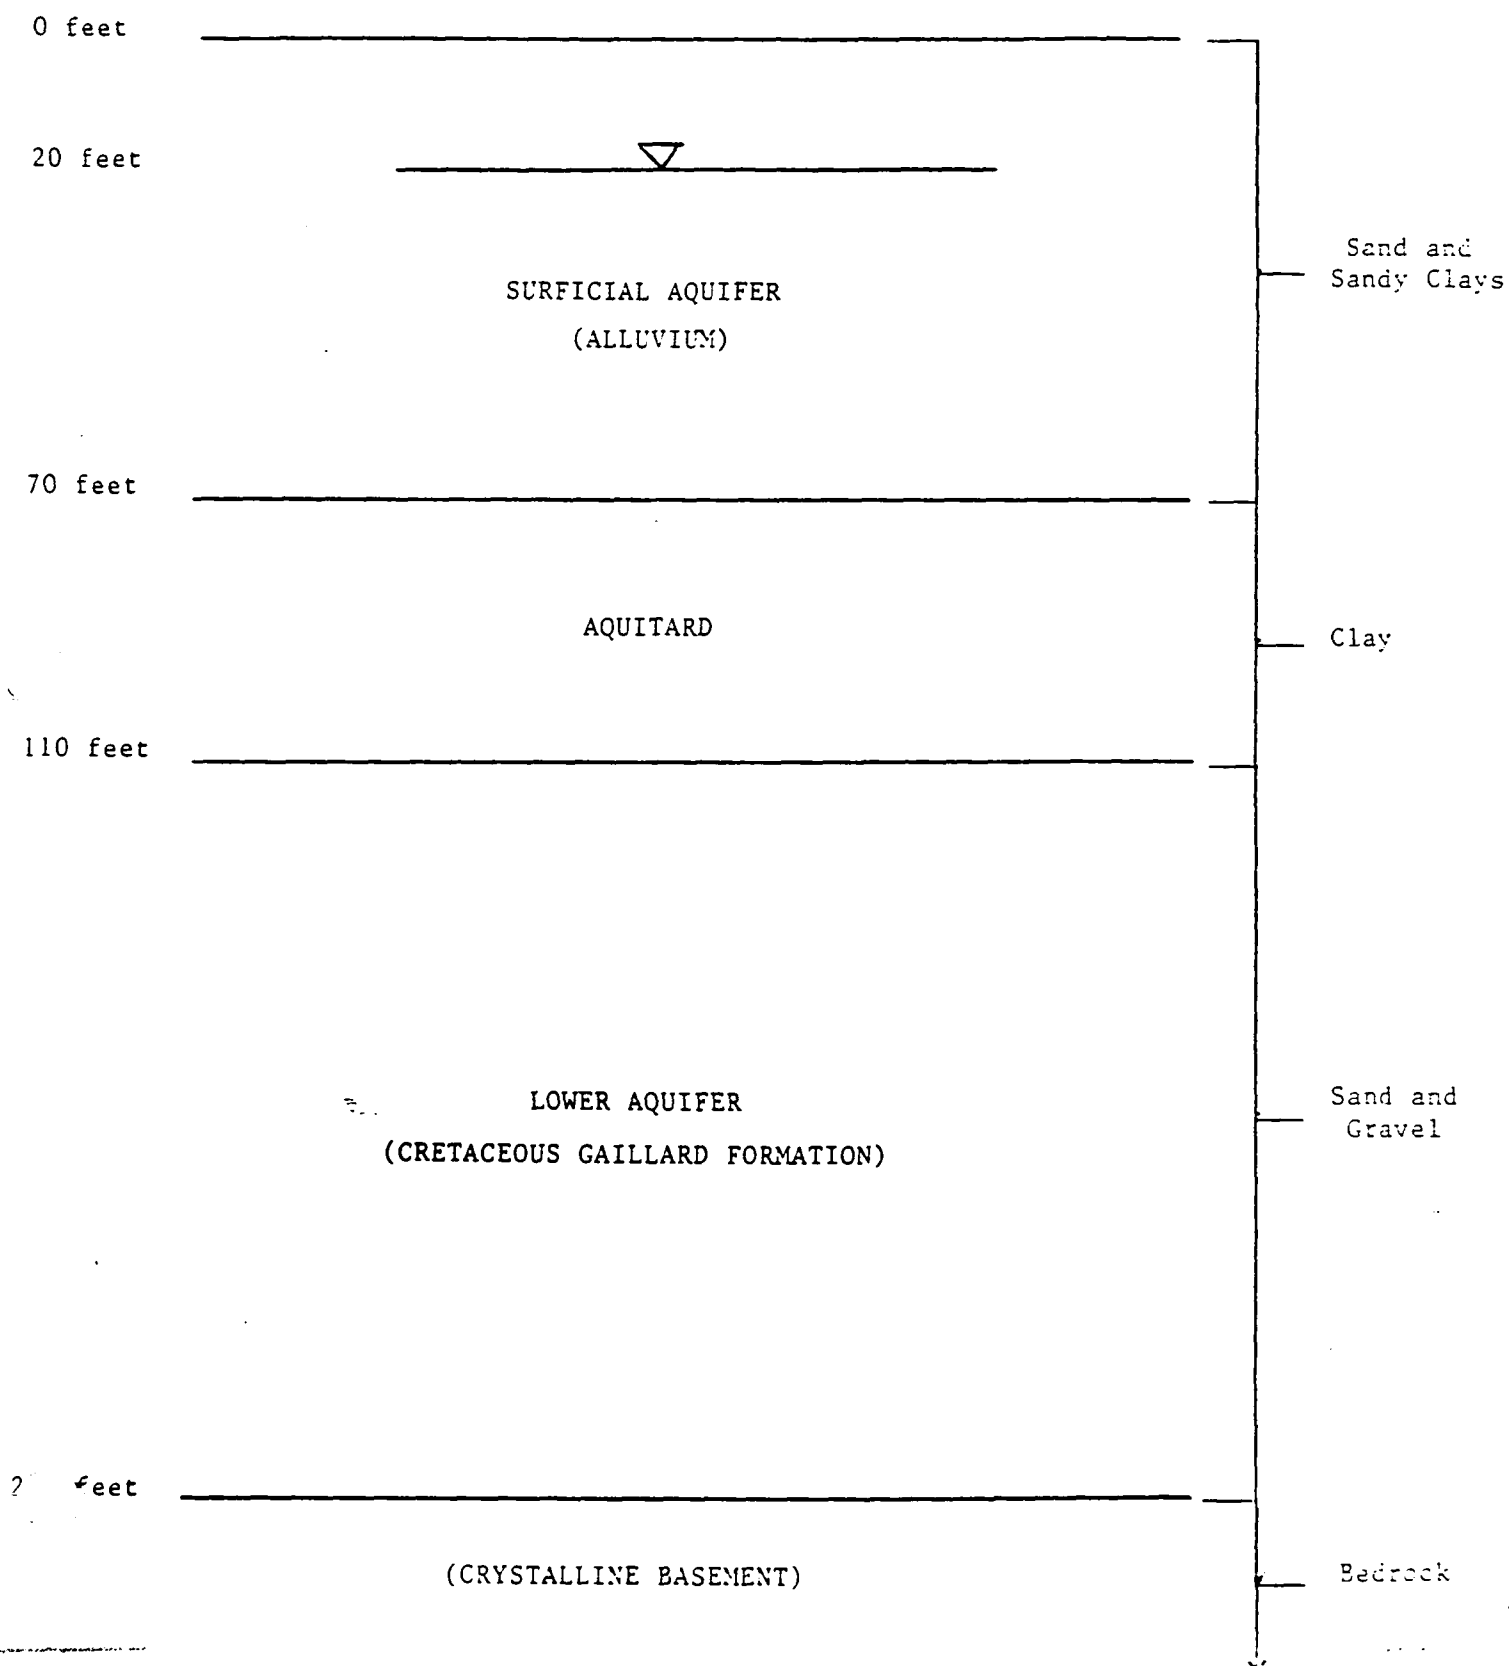 0 feet
20 feet
Sand and
Sandy Clays
SURFICIAL AQUIFER
(ALLUVIUM)
70 feet
AQUITARD
Clay
110 feet
LOWER AQUIFER
(CRETACEOUS GAILLARD FORMATION)
Sand and
Gravel
feet
(CRYSTALLINE BASEMENT)
Bedrock